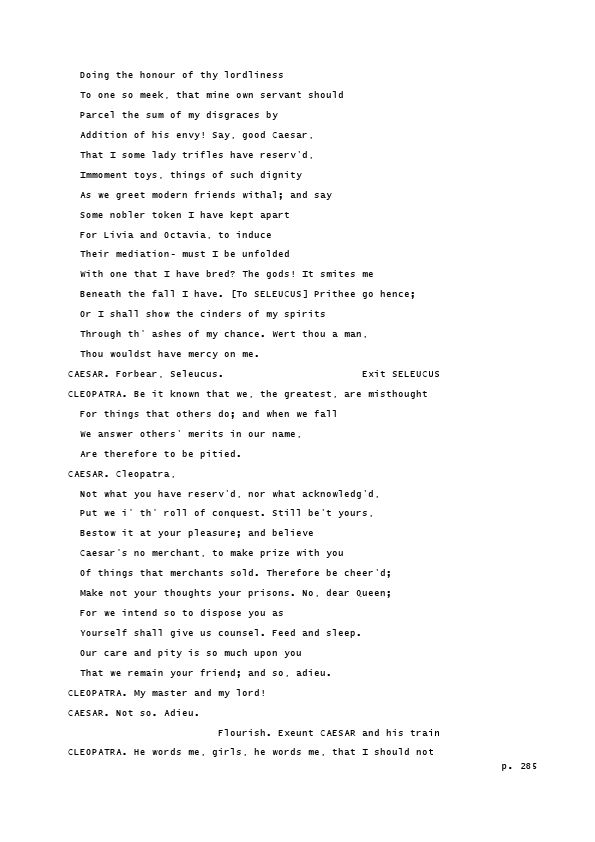 Doing the honour of thy lordliness
To one so meek, that mine own servant should
Parcel the sum of my disgraces by
Addition of his envy! Say, good Caesar,
That I some lady trifles have reserv'd,
Immoment toys, things of such dignity
As we greet modern friends withal; and say
Some nobler token I have kept apart
For Livia and Octavia, to induce
Their mediation- must I be unfolded
With one that I have bred? The gods! It smites me
Beneath the fall I have. [To SELEUCUS] Prithee go hence;
Or I shall show the cinders of my spirits
Through th' ashes of my chance. Wert thou a man,
Thou wouldst have mercy on me.
CAESAR. Forbear, Seleucus. Exit SELEUCUS
CLEOPATRA. Be it known that we, the greatest, are misthought
For things that others do; and when we fall
We answer others' merits in our name,
Are therefore to be pitied.
CAESAR. Cleopatra,
Not what you have reserv'd, nor what acknowledg'd,
Put we i' th' roll of conquest. Still be't yours,
Bestow it at your pleasure; and believe
Caesar's no merchant, to make prize with you
Of things that merchants sold. Therefore be cheer'd;
Make not your thoughts your prisons. No, dear Queen;
For we intend so to dispose you as
Yourself shall give us counsel. Feed and sleep.
Our care and pity is so much upon you
That we remain your friend; and so, adieu.
CLEOPATRA. My master and my lord!
CAESAR. Not so. Adieu.
Flourish. Exeunt CAESAR and his train
CLEOPATRA. He words me, girls, he words me, that I should not
p. 285